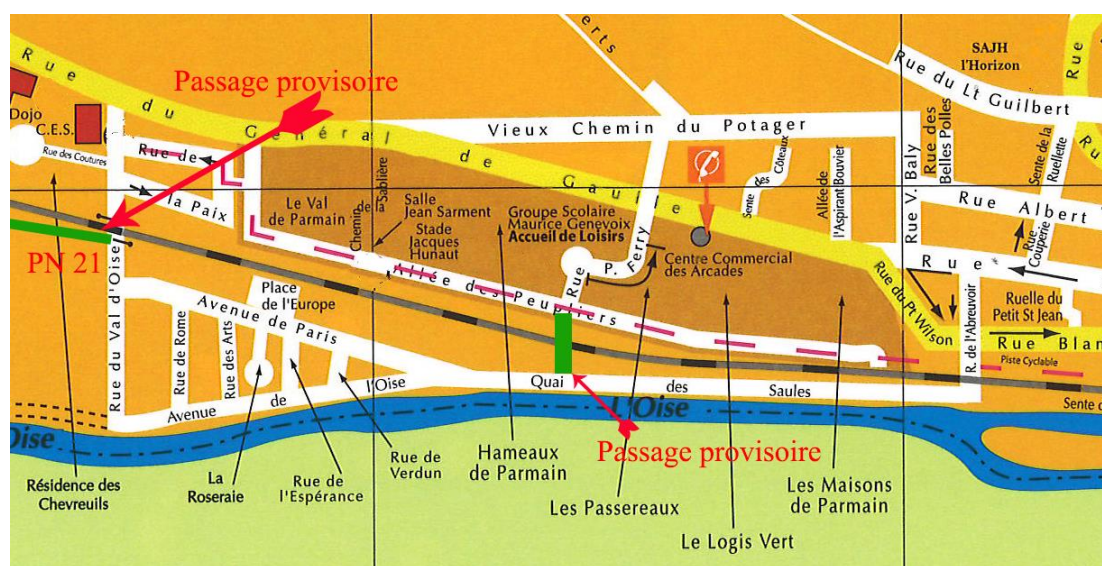 erts
SAJH
l'Horizon
Rue
Rue du Général de Gaulle
Passage provisoire
Rue du Lt Guilbert
Dojo
C.E.S.
Vieux Chemin du Potager
Rue des
Belles Polles
Sente de la
Ruellette
Rue des Coutures
Rue de
la Paix
Le Val
de Parmain
Chemin
de la Sablière
Salle
Jean Sarment
Stade
Jacques
Hunaut
Groupe Scolaire
Maurice Genevoix
Accueil de Loisirs
Sente des Côteaux
Allée de
l'Aspirant Bouvier
Rue V. Baly
Rue Albert
Rue
Couperie
Rue
PN 21
Rue P. Ferry
Centre Commercial
des Arcades
Allée des Peupliers
Rue du Val d'Oise
Place
de l'Europe
Avenue de Paris
Rue du Pt Wilson
R. de l'Abreuvoir
Ruelle du
Petit St Jean
Rue Blan
Piste Cyclable
Rue de Rome
Rue des Arts
Avenue de l'Oise
Quai des Saules
Sente d
Oise
L'Oise
Passage provisoire
Résidence des
Chevreuils
La
Roseraie
Rue de
l'Espérance
Rue de
Verdun
Hameaux
de Parmain
Les Passereaux
Le Logis Vert
Les Maisons
de Parmain